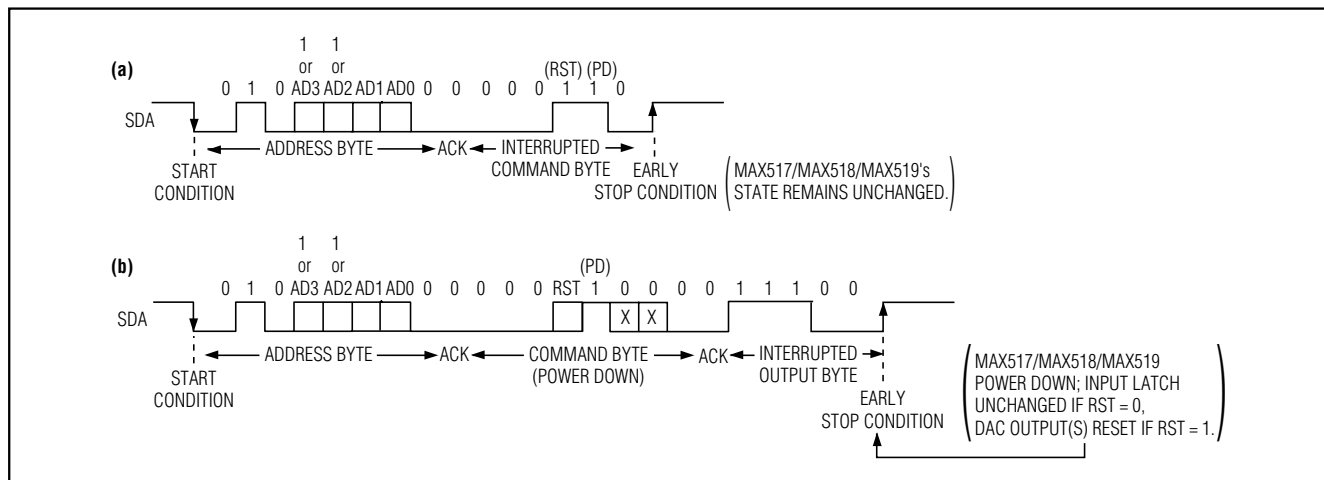 (a)
1 1
or or (RST) (PD)
0 1 0 AD3 AD2 AD1 AD0 0 0 0 0 0 1 1 0
SDA
ADDRESS BYTE ACK INTERRUPTED
COMMAND BYTE
START
CONDITION
EARLY
STOP CONDITION
(MAX517/MAX518/MAX519's
STATE REMAINS UNCHANGED.)
(b)
1 1
or or (PD)
0 1 0 AD3 AD2 AD1 AD0 0 0 0 0 0 RST 1 0 0 0 0 1 1 1 0 0
SDA
X X
ADDRESS BYTE ACK COMMAND BYTE ACK INTERRUPTED
(POWER DOWN) OUTPUT BYTE
START
CONDITION
EARLY
STOP CONDITION
(MAX517/MAX518/MAX519
POWER DOWN; INPUT LATCH
UNCHANGED IF RST = 0,
DAC OUTPUT(S) RESET IF RST = 1.)